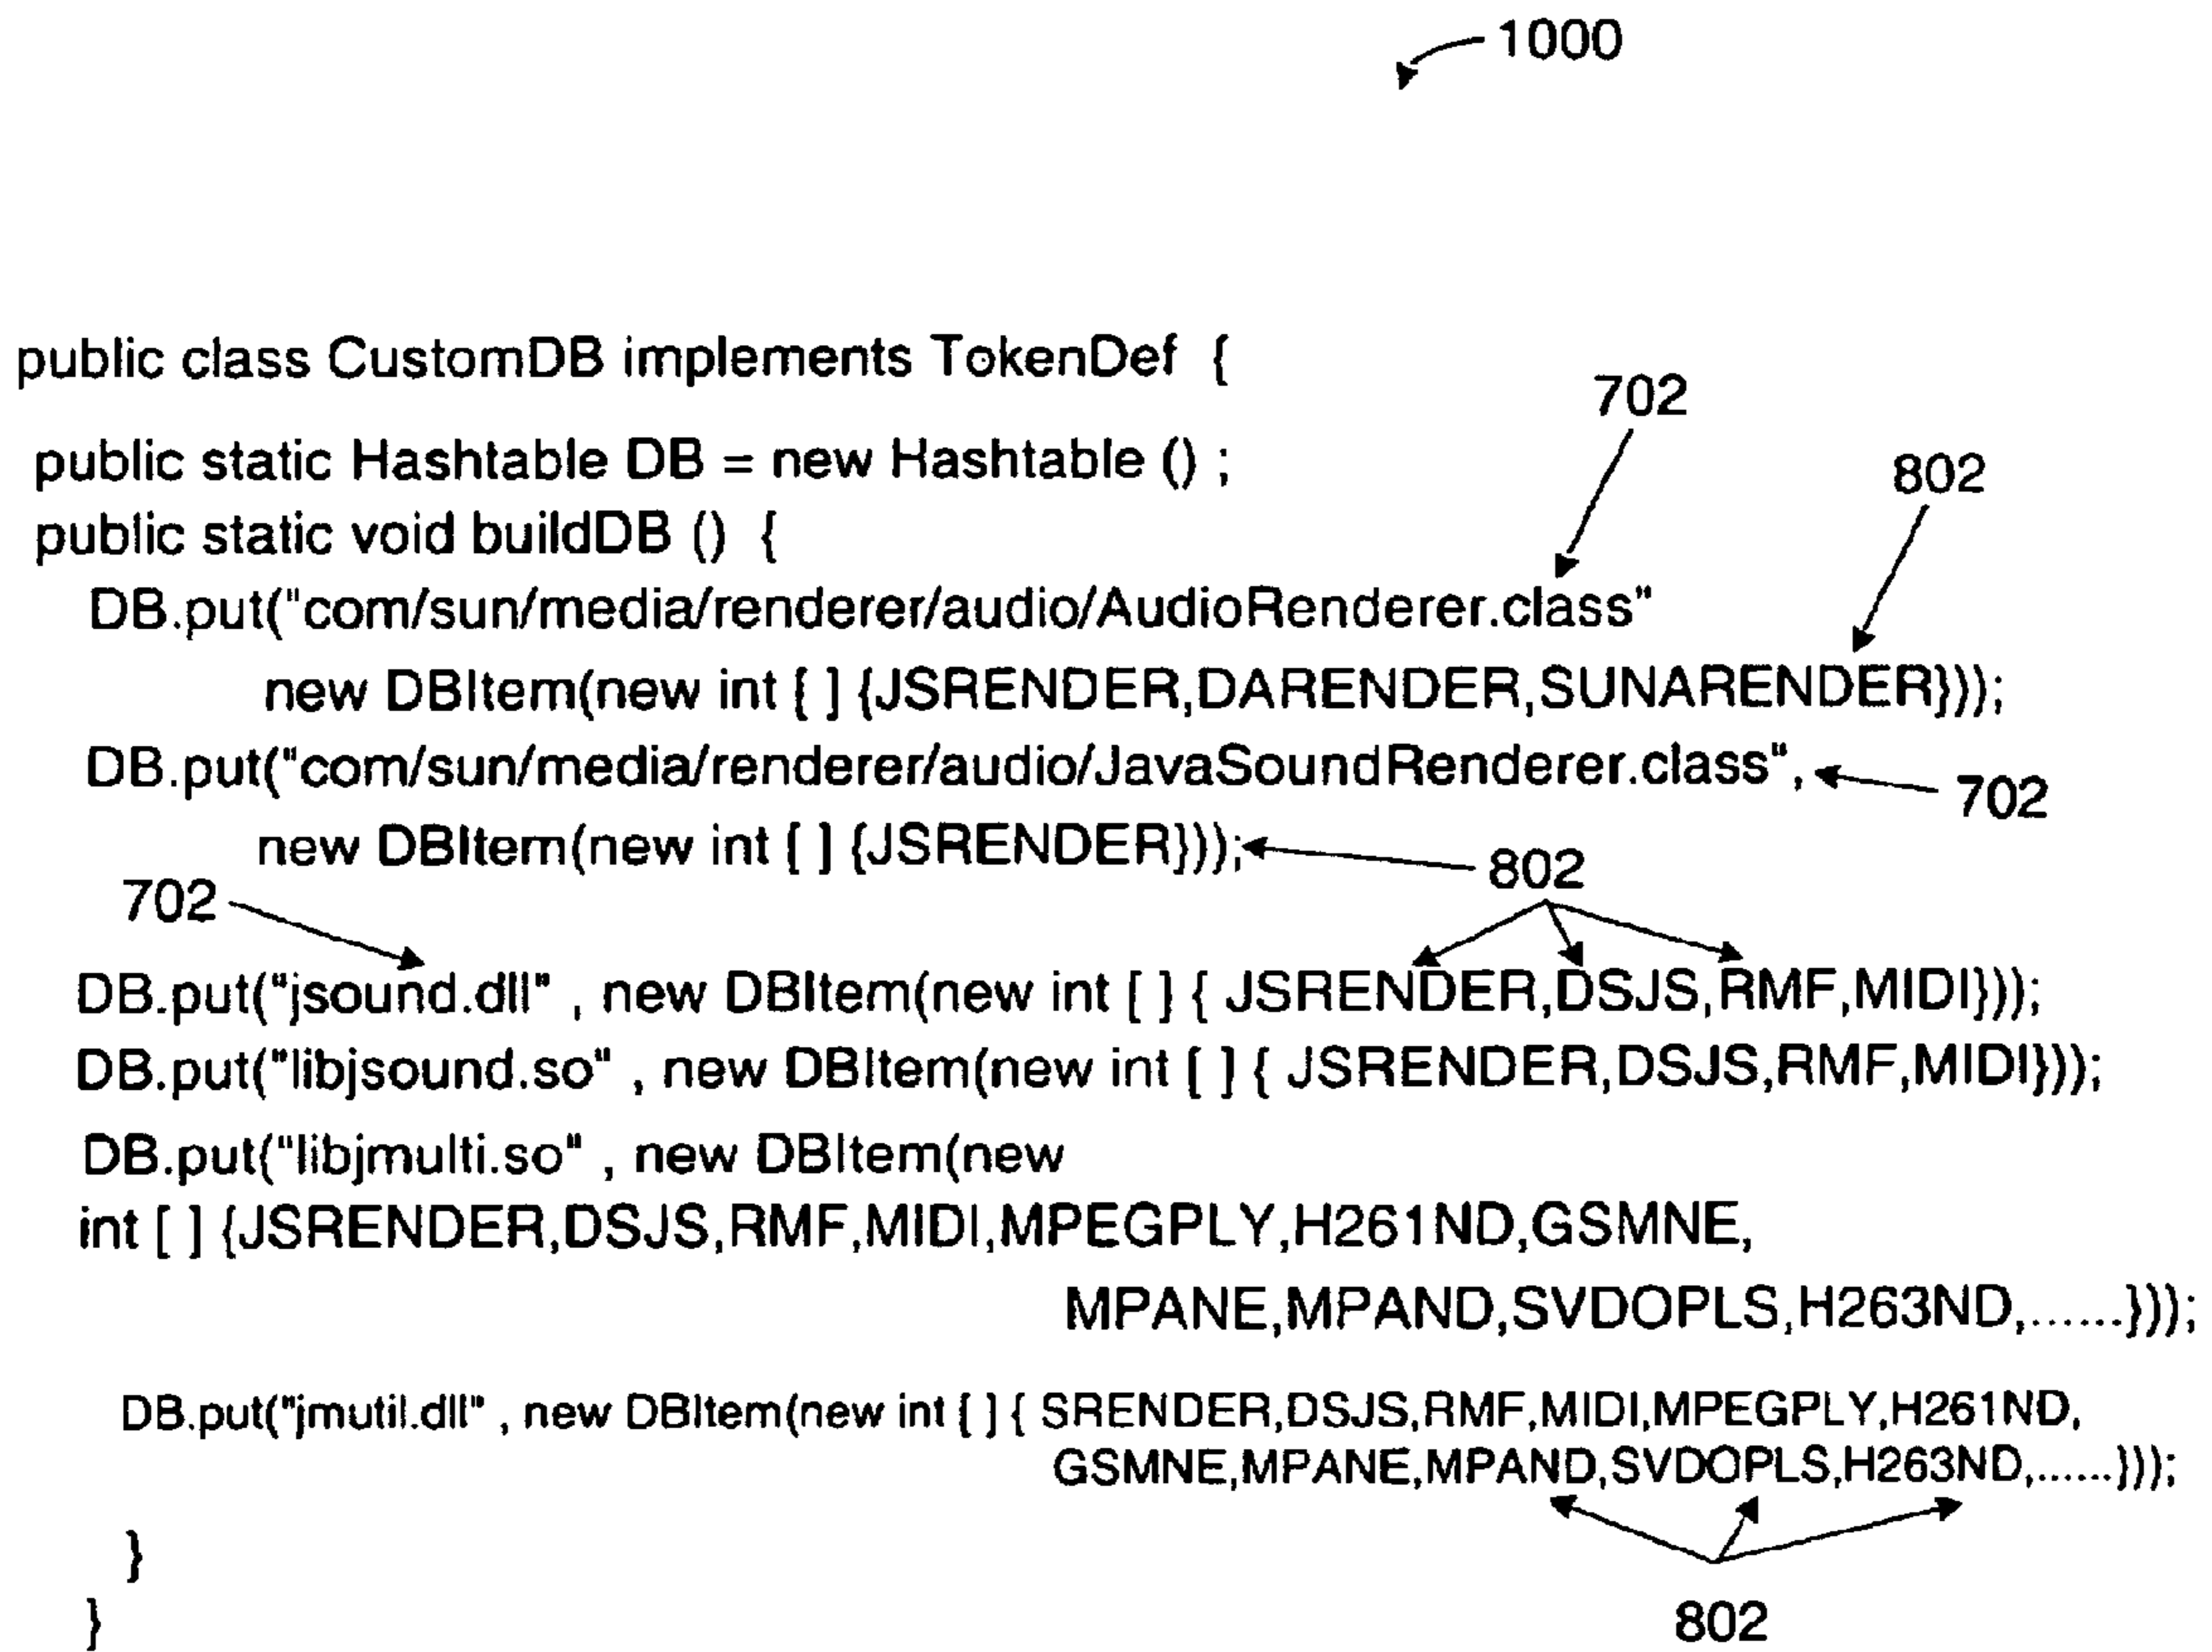 1000
public class CustomDB implements TokenDef {
702
public static Hashtable DB = new Hashtable () ;
802
public static void buildDB () {
DB.put("com/sun/media/renderer/audio/AudioRenderer.class"
new DBItem(new int [ ] {JSRENDER,DARENDER,SUNARENDER}));
DB.put("com/sun/media/renderer/audio/JavaSoundRenderer.class",
702
new DBItem(new int [ ] {JSRENDER}));
802
702
DB.put("jsound.dll" , new DBItem(new int [ ] { JSRENDER,DSJS,RMF,MIDI}));
DB.put("libjsound.so" , new DBItem(new int [ ] { JSRENDER,DSJS,RMF,MIDI}));
DB.put("libjmulti.so" , new DBItem(new
int [ ] {JSRENDER,DSJS,RMF,MIDI,MPEGPLY,H261ND,GSMNE,
MPANE,MPAND,SVDOPLS,H263ND,......}));
DB.put("jmutil.dll" , new DBItem(new int [ ] { SRENDER,DSJS,RMF,MIDI,MPEGPLY,H261ND,
GSMNE,MPANE,MPAND,SVDOPLS,H263ND,......}));
}
802
}